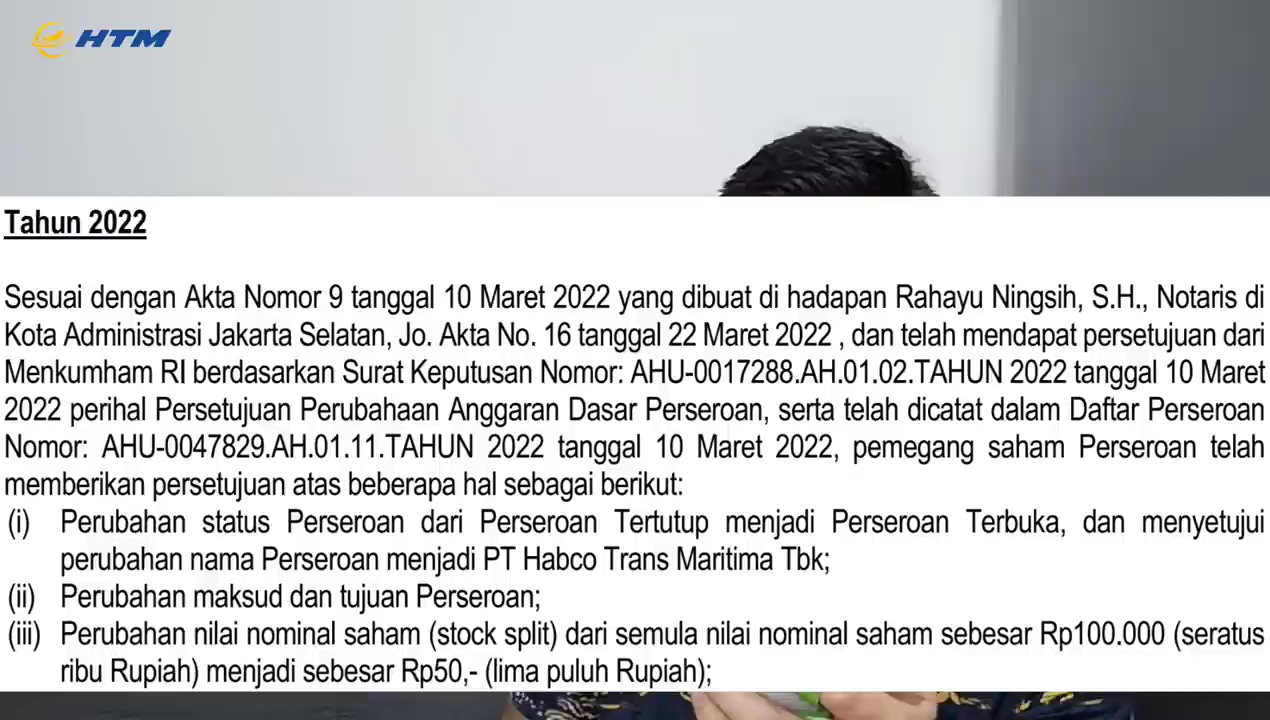 HTM
Tahun 2022
Sesuai dengan Akta Nomor 9 tanggal 10 Maret 2022 yang dibuat di hadapan Rahayu Ningsih, S.H., Notaris di
Kota Administrasi Jakarta Selatan, Jo. Akta No. 16 tanggal 22 Maret 2022 , dan telah mendapat persetujuan dari
Menkumham RI berdasarkan Surat Keputusan Nomor: AHU-0017288.AH.01.02.TAHUN 2022 tanggal 10 Maret
2022 perihal Persetujuan Perubahaan Anggaran Dasar Perseroan, serta telah dicatat dalam Daftar Perseroan
Nomor: AHU-0047829.AH.01.11.TAHUN 2022 tanggal 10 Maret 2022, pemegang saham Perseroan telah
memberikan persetujuan atas beberapa hal sebagai berikut:
(i) Perubahan status Perseroan dari Perseroan Tertutup menjadi Perseroan Terbuka, dan menyetujui
perubahan nama Perseroan menjadi PT Habco Trans Maritima Tbk;
(ii) Perubahan maksud dan tujuan Perseroan;
(iii) Perubahan nilai nominal saham (stock split) dari semula nilai nominal saham sebesar Rp100.000 (seratus
ribu Rupiah) menjadi sebesar Rp50,- (lima puluh Rupiah);